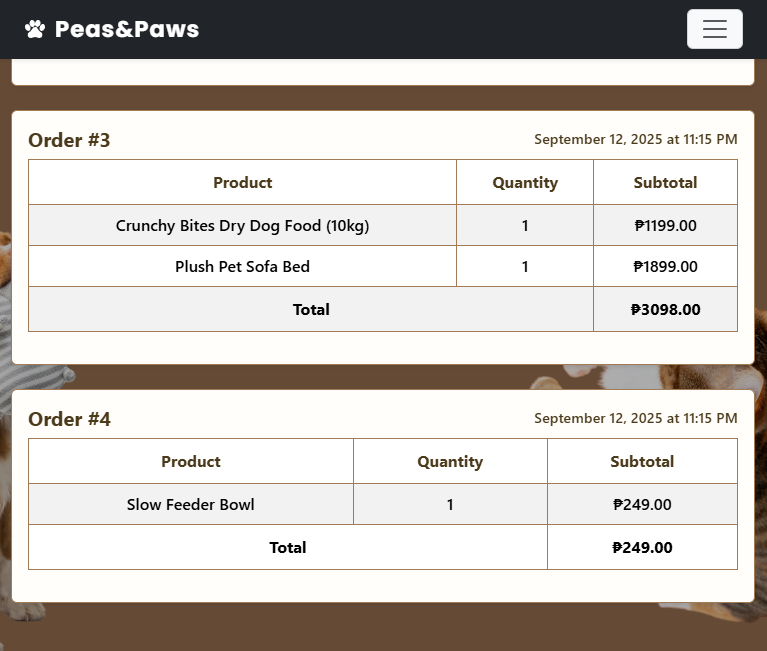 Peas&Paws
Order #3 September 12, 2025 at 11:15 PM
Product Quantity Subtotal
Crunchy Bites Dry Dog Food (10kg) 1 ₱1199.00
Plush Pet Sofa Bed 1 ₱1899.00
Total ₱3098.00
Order #4 September 12, 2025 at 11:15 PM
Product Quantity Subtotal
Slow Feeder Bowl 1 ₱249.00
Total ₱249.00